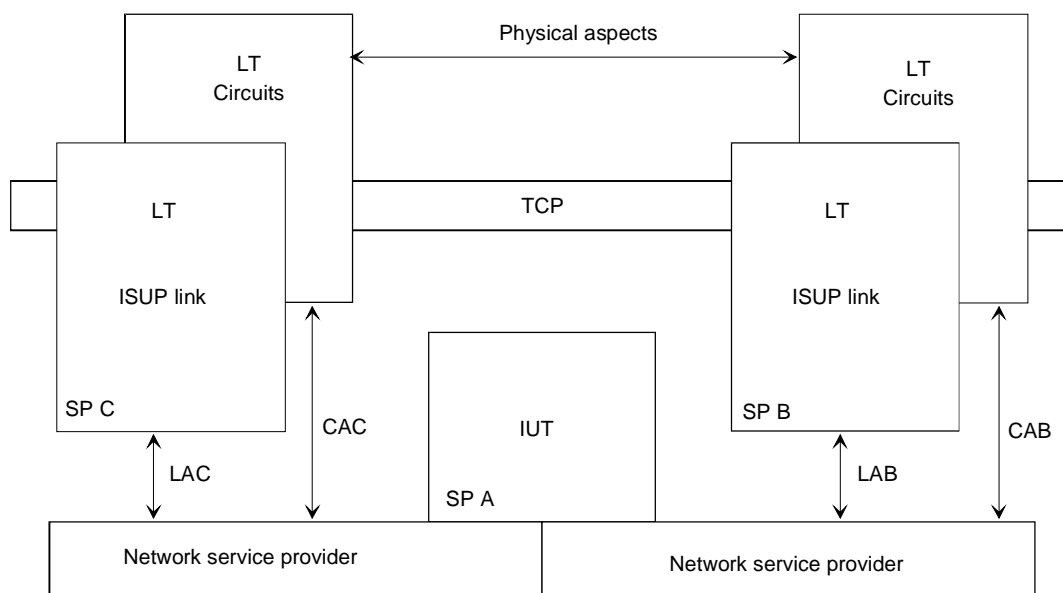 Physical aspects
LT
Circuits
LT
Circuits
LT
TCP
LT
ISUP link
ISUP link
SP C
SP B
CAC
IUT
CAB
LAC
LAB
SP A
Network service provider
Network service provider